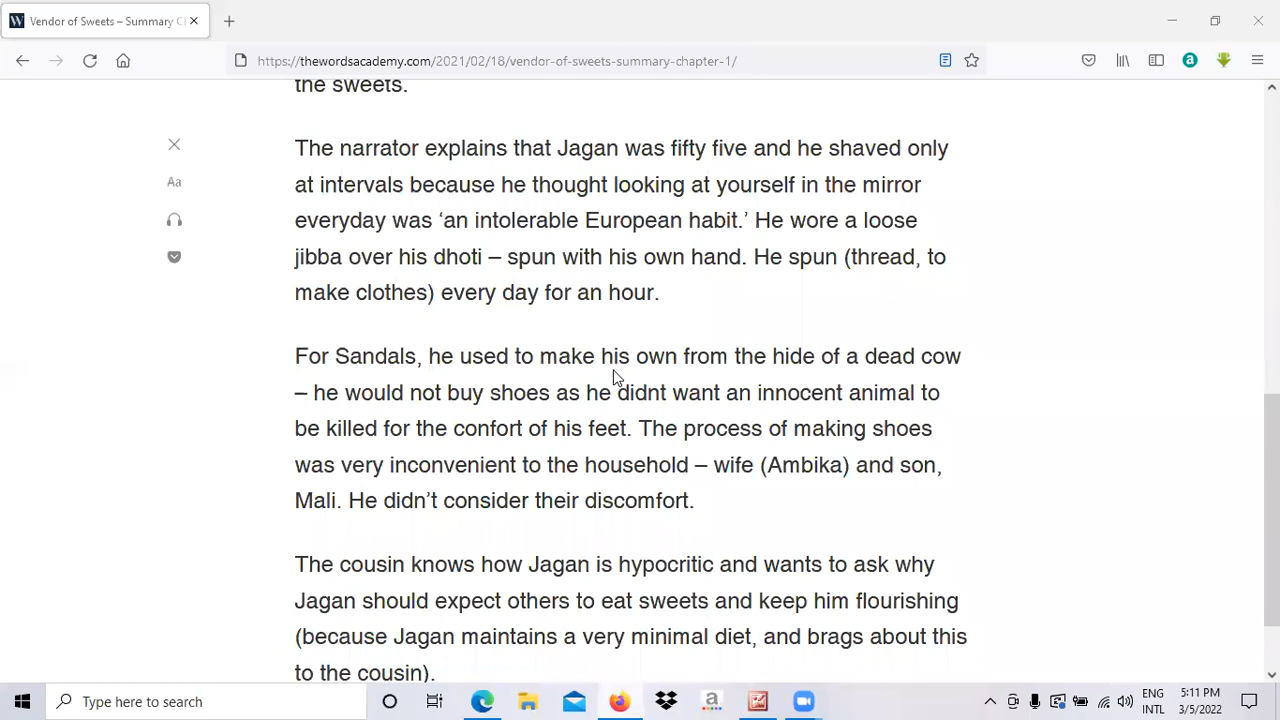 Vendor of Sweets – Summary C
https://thewordsacademy.com/2021/02/18/vendor-of-sweets-summary-chapter-1/
the sweets.
The narrator explains that Jagan was fifty five and he shaved only
at intervals because he thought looking at yourself in the mirror
everyday was ‘an intolerable European habit.’ He wore a loose
jibba over his dhoti – spun with his own hand. He spun (thread, to
make clothes) every day for an hour.
For Sandals, he used to make his own from the hide of a dead cow
– he would not buy shoes as he didnt want an innocent animal to
be killed for the confort of his feet. The process of making shoes
was very inconvenient to the household – wife (Ambika) and son,
Mali. He didn’t consider their discomfort.
The cousin knows how Jagan is hypocritic and wants to ask why
Jagan should expect others to eat sweets and keep him flourishing
(because Jagan maintains a very minimal diet, and brags about this
to the cousin).
Aa
Type here to search
ENG
INTL
5:11 PM
3/5/2022